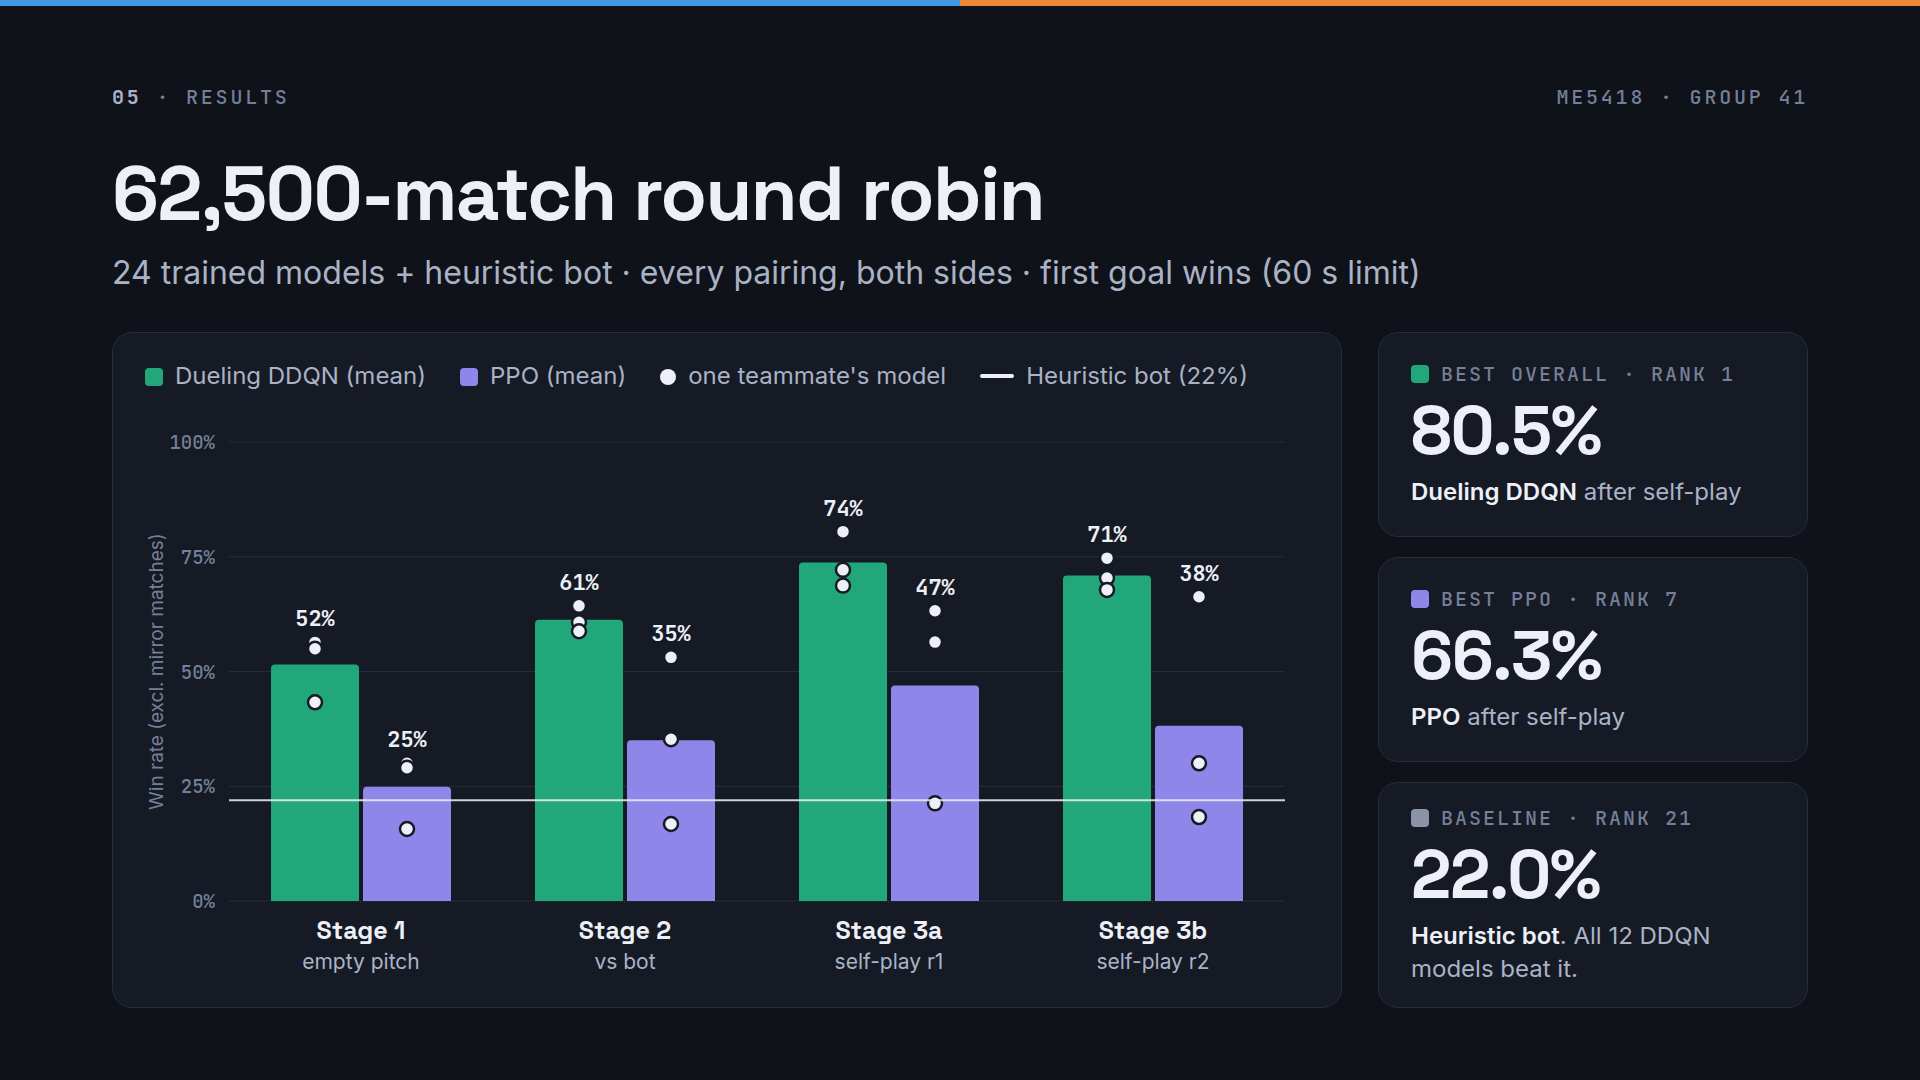 05 · RESULTS
ME5418 · GROUP 41
62,500-match round robin
24 trained models + heuristic bot · every pairing, both sides · first goal wins (60 s limit)
Dueling DDQN (mean)
PPO (mean)
one teammate's model
Heuristic bot (22%)
Win rate (excl. mirror matches)
100%
75%
50%
25%
0%
52%
25%
61%
35%
74%
47%
71%
38%
Stage 1
empty pitch
Stage 2
vs bot
Stage 3a
self-play r1
Stage 3b
self-play r2
BEST OVERALL · RANK 1
80.5%
Dueling DDQN after self-play
BEST PPO · RANK 7
66.3%
PPO after self-play
BASELINE · RANK 21
22.0%
Heuristic bot. All 12 DDQN
models beat it.